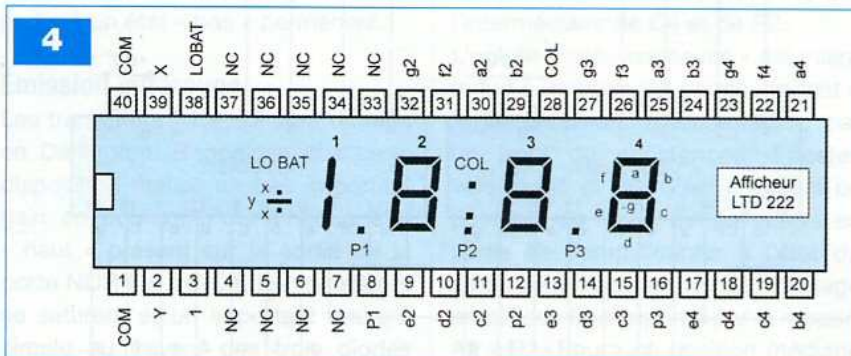 4
COM X LOBAT NC NC NC NC NC g2 f2 a2 b2 COL g3 f3 a3 b3 g4 f4 a4
40 39 38 37 36 35 34 33 32 31 30 29 28 27 26 25 24 23 22 21
1 2 3 4
LO BAT COL
x y x
P1 P2 P3
a b c d e f g
Afficheur
LTD 222
1 2 3 4 5 6 7 8 9 10 11 12 13 14 15 16 17 18 19 20
COM Y NC NC NC NC NC P1 e2 d2 c2 p2 e3 d3 c3 p3 e4 d4 c4 b4